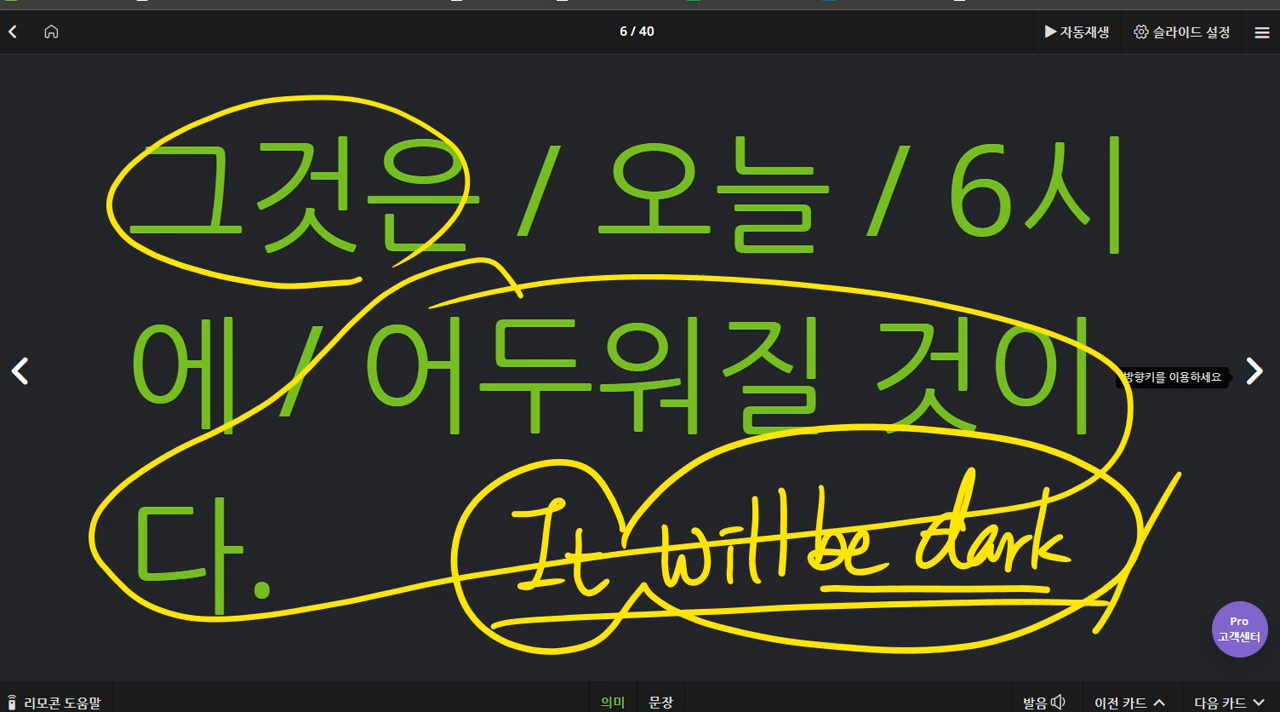 6 / 40
자동재생
슬라이드 설정
그것은 / 오늘 / 6시
에 / 어두워질 것이
방향키를 이용하세요
다.
It will be dark
Pro
고객센터
리모콘 도움말
의미
문장
발음
이전 카드
다음 카드